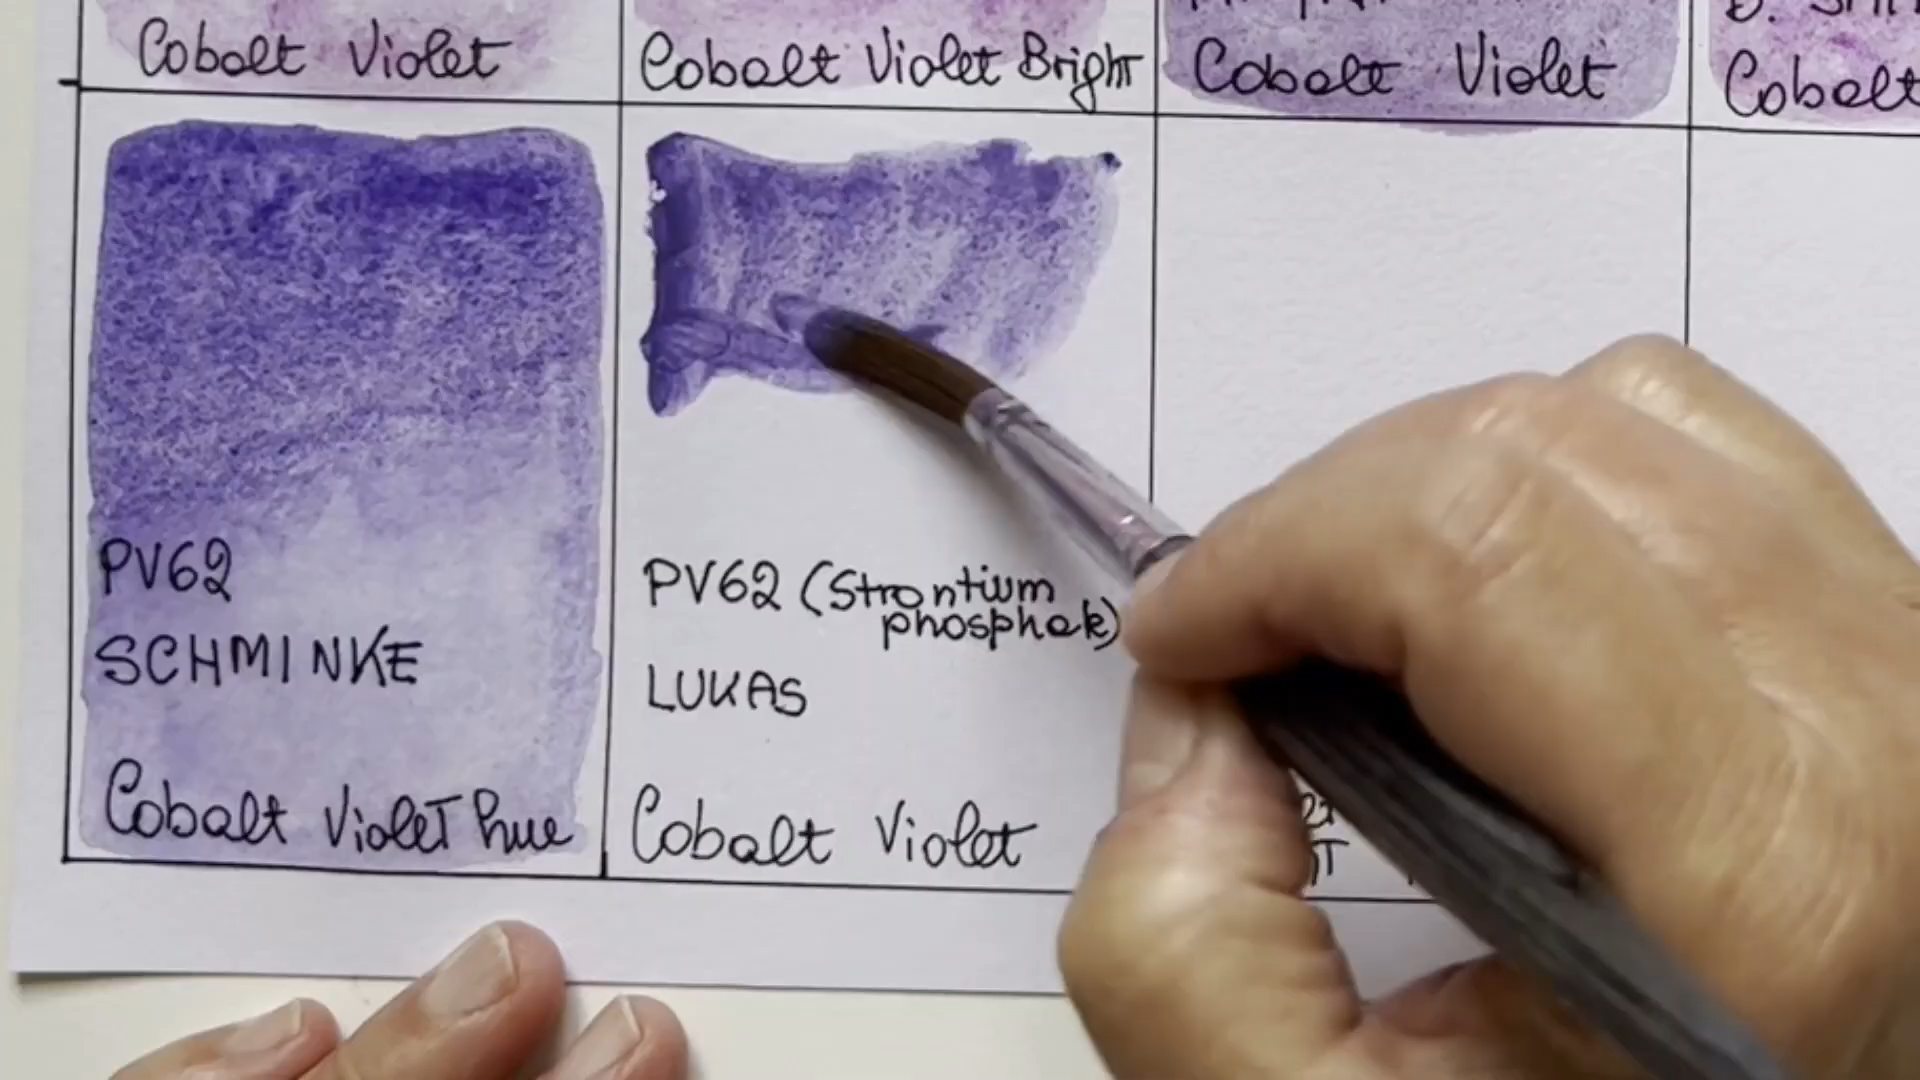 Cobalt Violet
Cobalt Violet Bright
Cobalt Violet
Cobalt
PV62
SCHMINKE
Cobalt Violet hue
PV62 (Strontium
phosphate)
LUKAS
Cobalt Violet